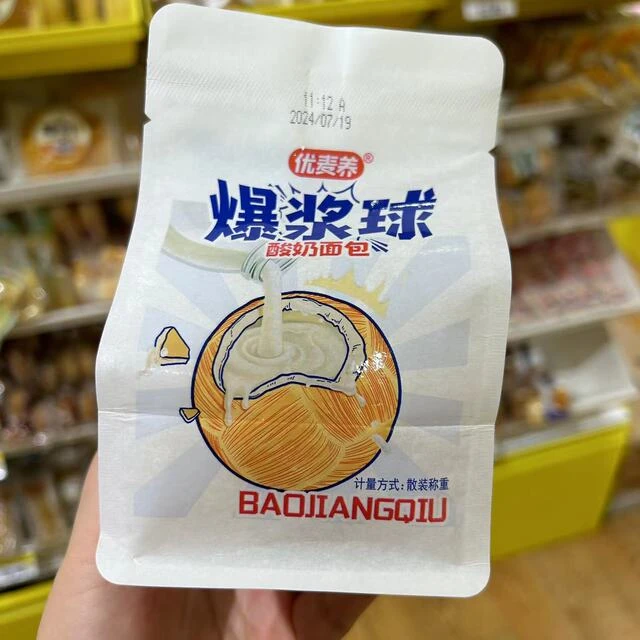 11:12 A
2024/07/19
优麦养®
爆浆球
酸奶面包
计量方式:散装称重
BAOJIANGQIU